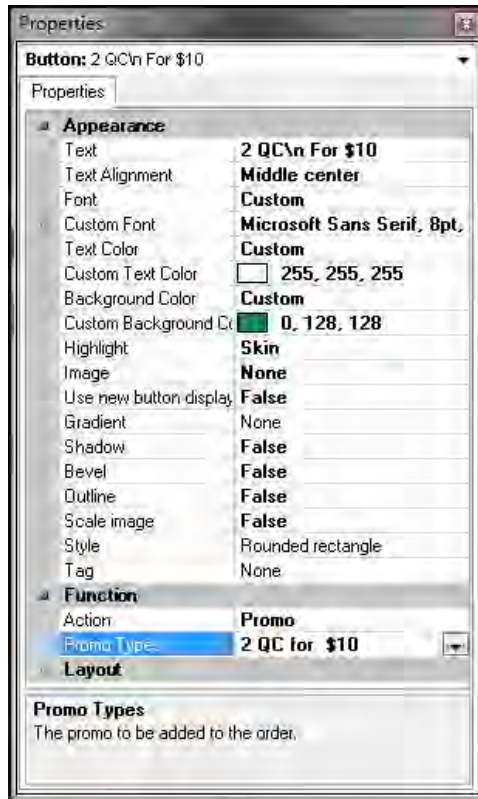 Properties
Button: 2 QC\n For $10
Properties
Appearance
Text 2 QC\n For $10
Text Alignment Middle center
Font Custom
Custom Font Microsoft Sans Serif, 8pt,
Text Color Custom
Custom Text Color 255, 255, 255
Background Color Custom
Custom Background Co 0, 128, 128
Highlight Skin
Image None
Use new button display False
Gradient None
Shadow False
Bevel False
Outline False
Scale image False
Style Rounded rectangle
Tag None
Function
Action Promo
Promo Types 2 QC for $10
Layout
Promo Types
The promo to be added to the order.